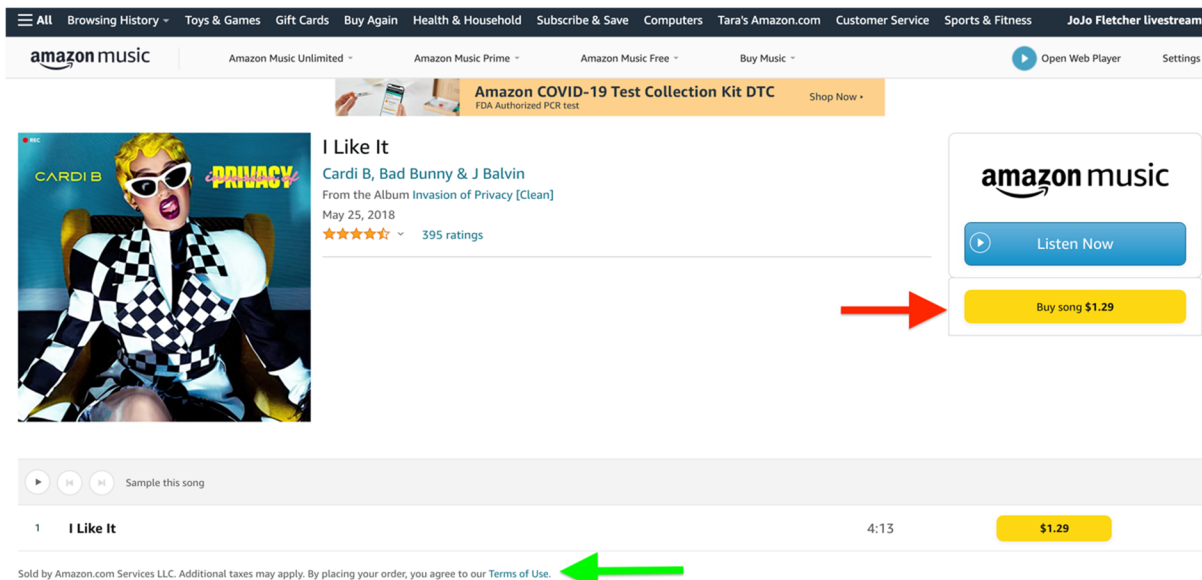 All Browsing History Toys & Games Gift Cards Buy Again Health & Household Subscribe & Save Computers Tara's Amazon.com Customer Service Sports & Fitness JoJo Fletcher livestream
amazon music Amazon Music Unlimited Amazon Music Prime Amazon Music Free Buy Music Open Web Player Settings
Amazon COVID-19 Test Collection Kit DTC
FDA Authorized PCR test
Shop Now
REC
CARDI B
invasion of
PRIVACY
I Like It
Cardi B, Bad Bunny & J Balvin
From the Album Invasion of Privacy [Clean]
May 25, 2018
395 ratings
amazon music
Listen Now
Buy song $1.29
Sample this song
1 I Like It 4:13 $1.29
Sold by Amazon.com Services LLC. Additional taxes may apply. By placing your order, you agree to our Terms of Use.